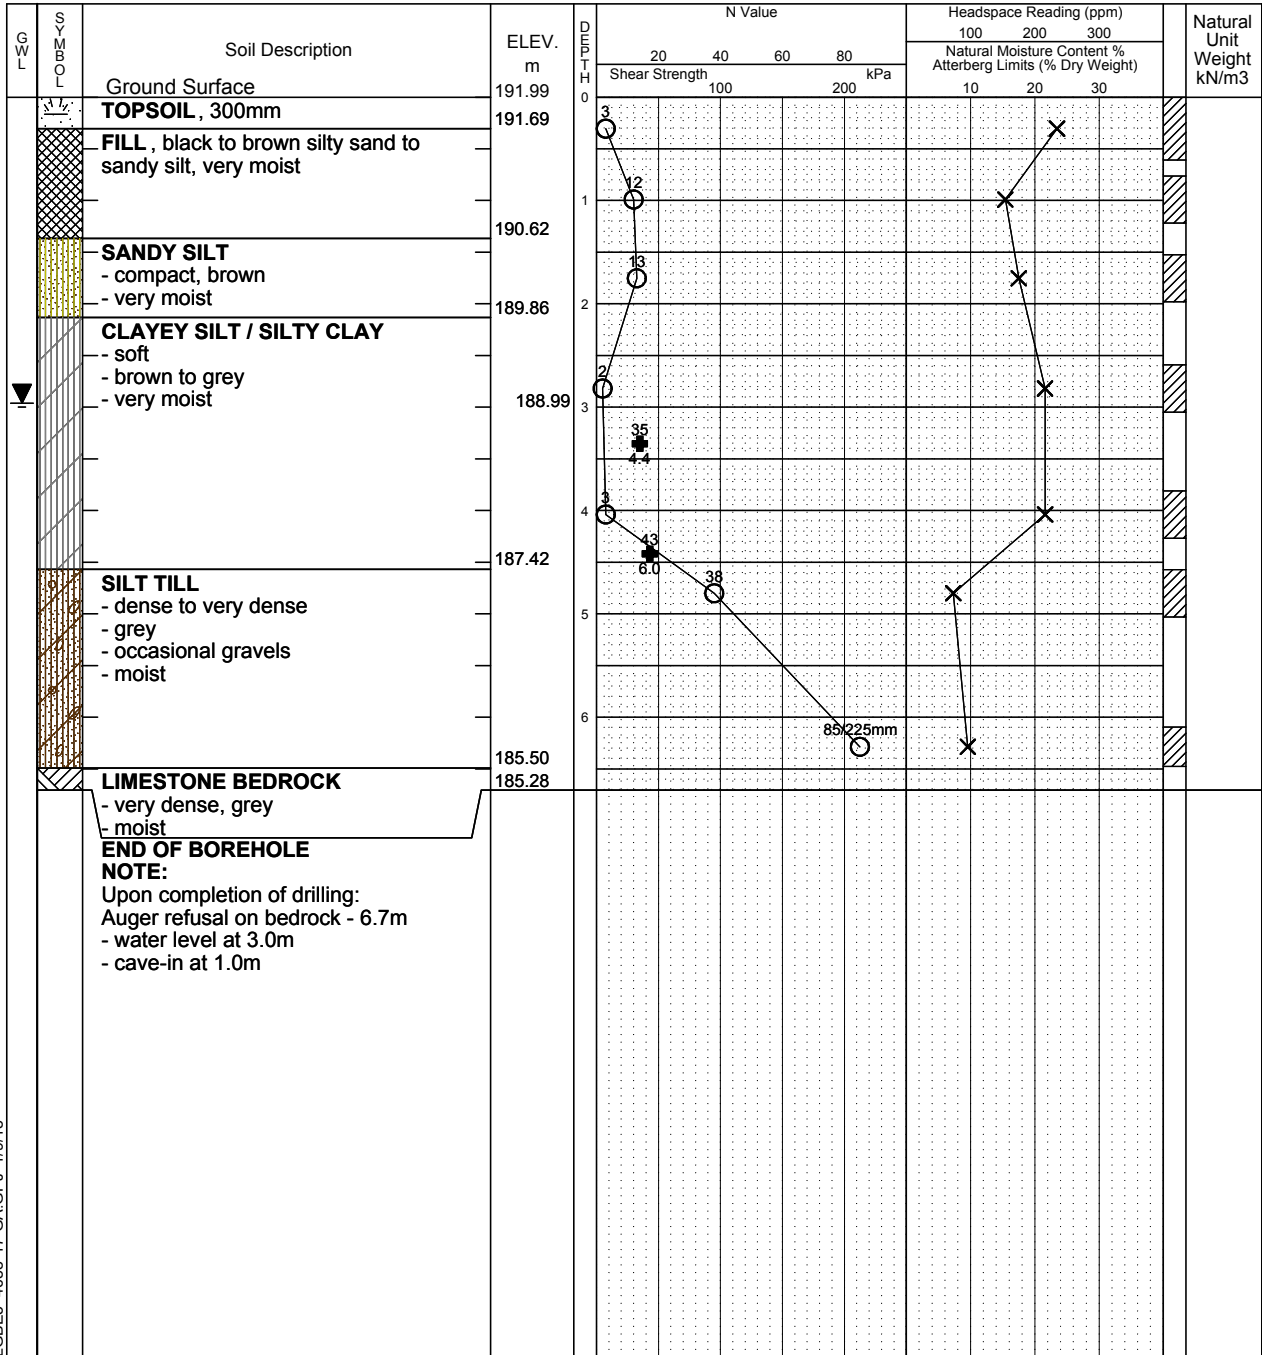 GWL
SYMBOL
Soil Description
Ground Surface
ELEV.
m
191.99
DEPTH
N Value
20 40 60 80
Shear Strength kPa
100 200
Headspace Reading (ppm)
100 200 300
Natural Moisture Content %
Atterberg Limits (% Dry Weight)
10 20 30
Natural
Unit
Weight
kN/m3
0
TOPSOIL, 300mm
191.69
3
FILL, black to brown silty sand to
sandy silt, very moist
12
1
190.62
SANDY SILT
- compact, brown
- very moist
13
2
189.86
CLAYEY SILT / SILTY CLAY
- soft
- brown to grey
- very moist
2
188.99
3
35
4.4
3
4
43
6.0
187.42
SILT TILL
- dense to very dense
- grey
- occasional gravels
- moist
38
5
6
85/225mm
185.50
LIMESTONE BEDROCK
185.28
- very dense, grey
- moist
END OF BOREHOLE
NOTE:
Upon completion of drilling:
Auger refusal on bedrock - 6.7m
- water level at 3.0m
- cave-in at 1.0m